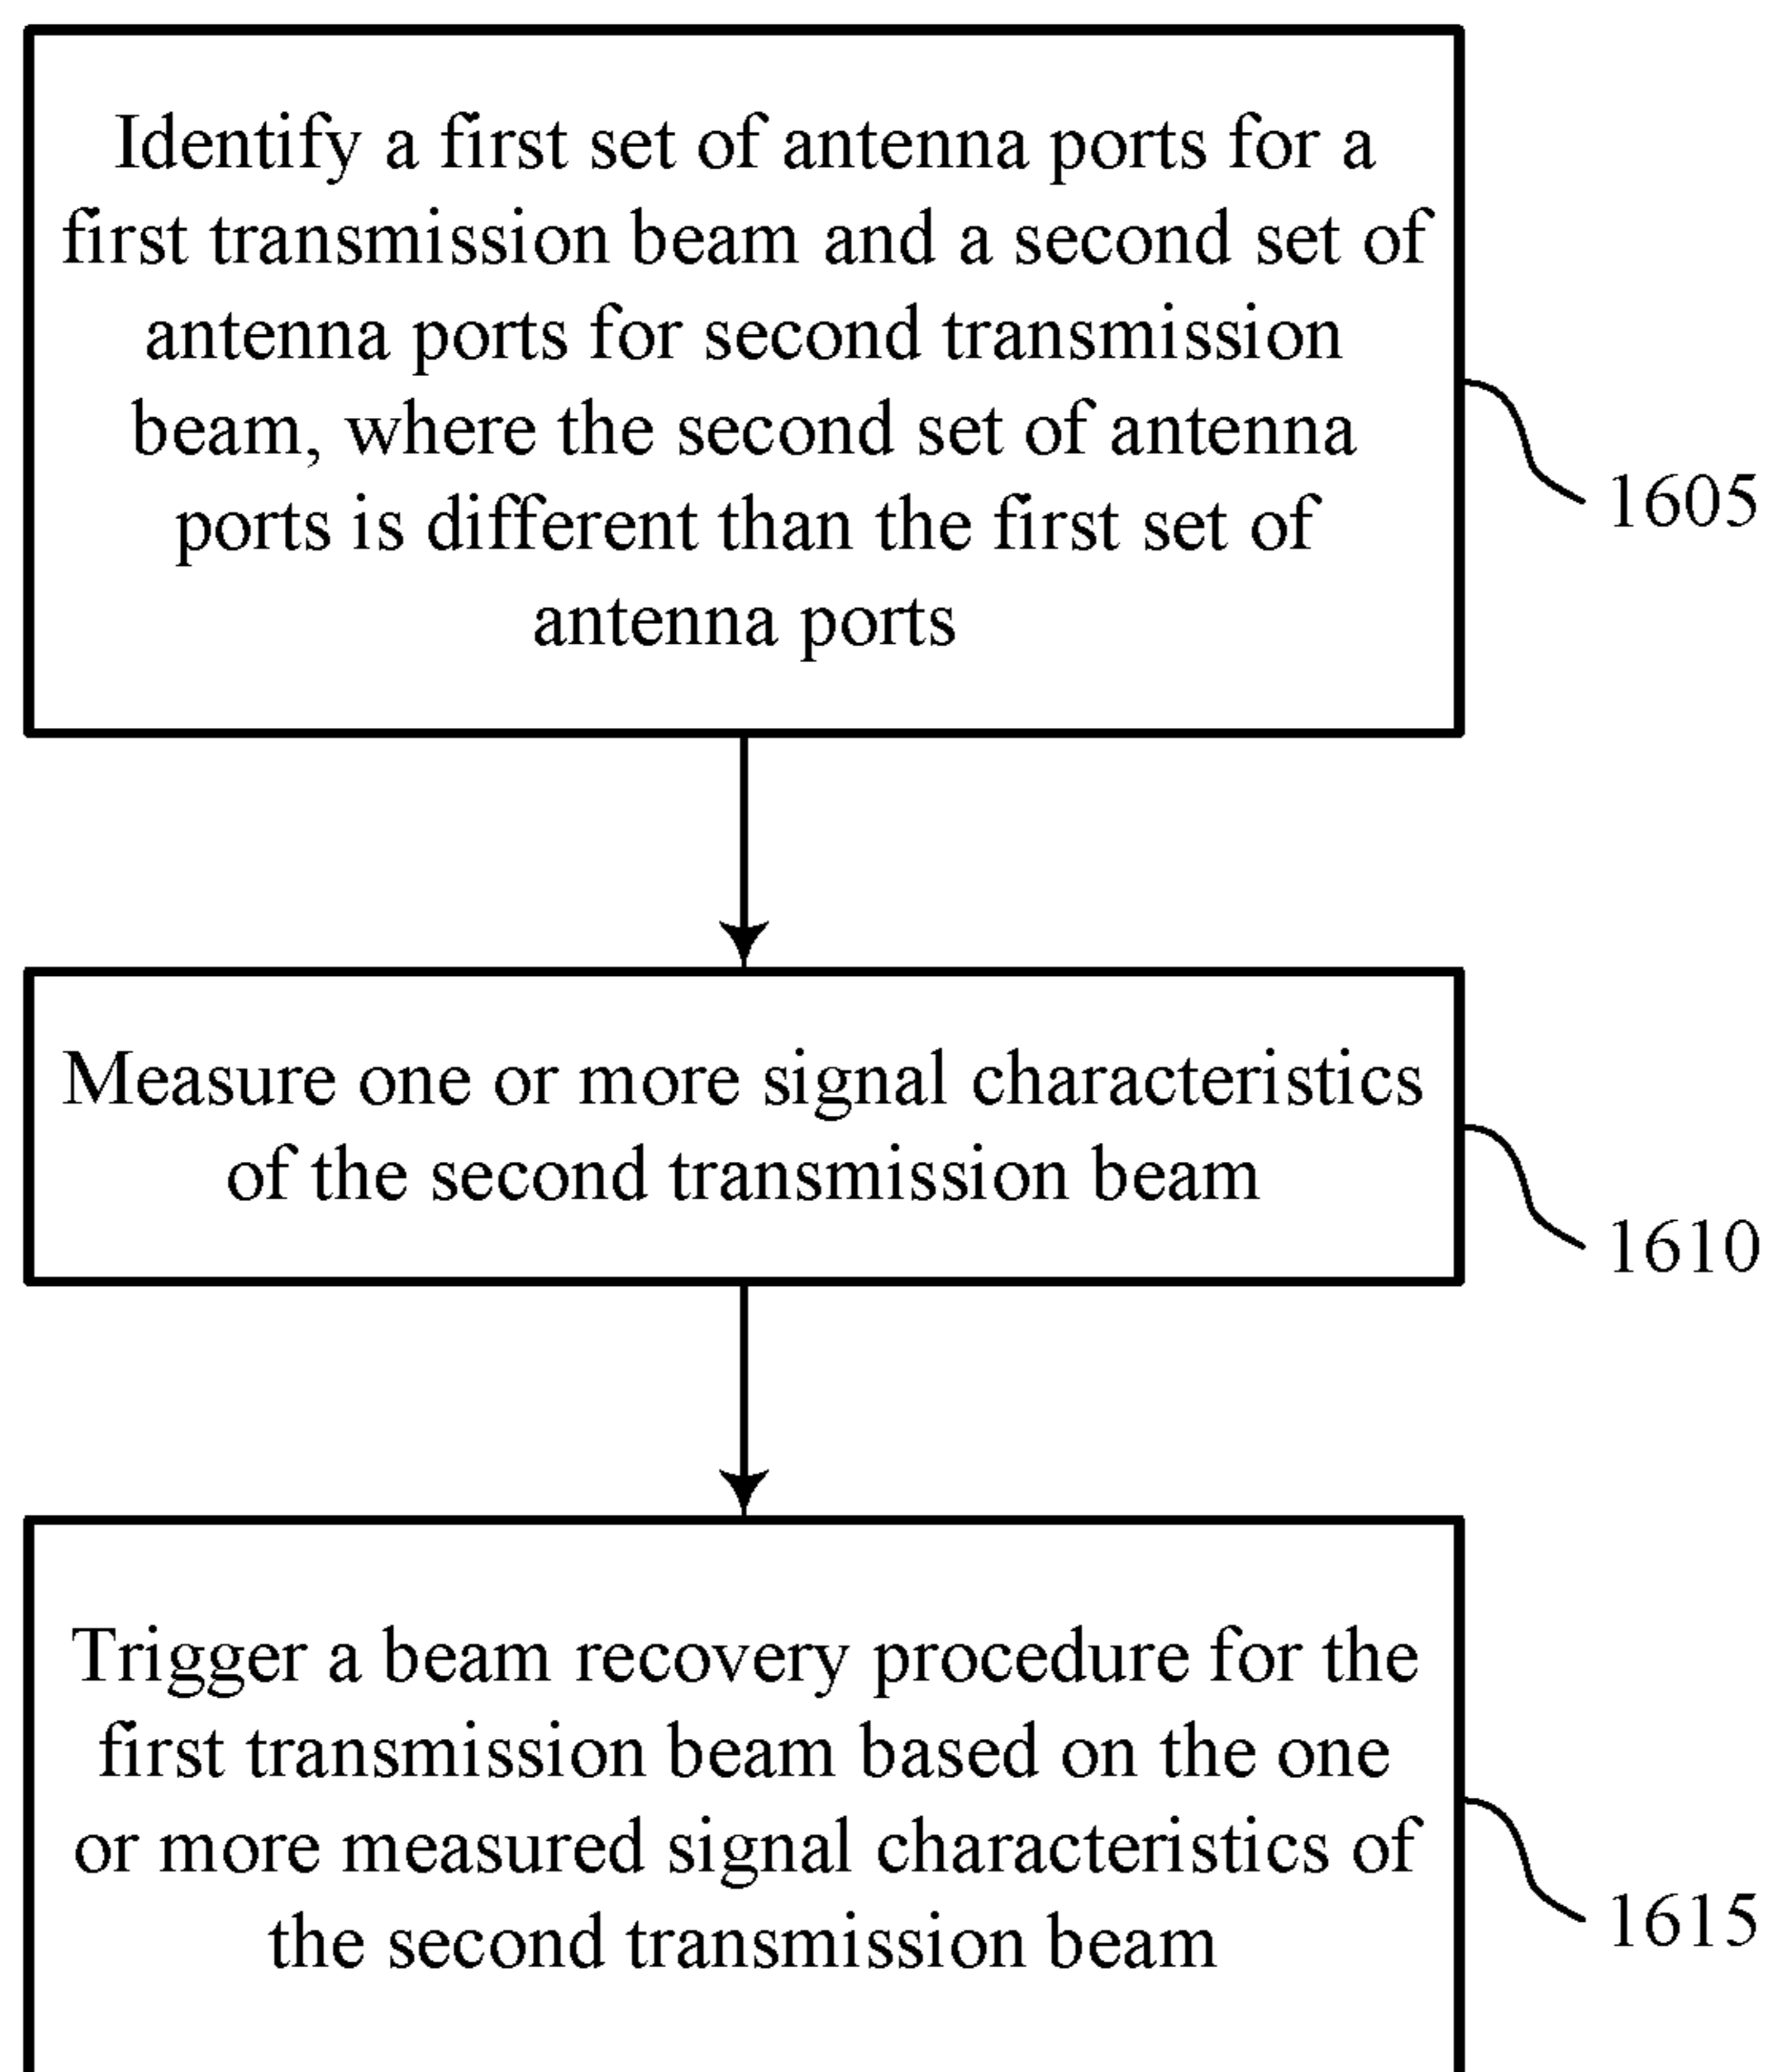 Identify a first set of antenna ports for a
first transmission beam and a second set of
antenna ports for second transmission
beam, where the second set of antenna
ports is different than the first set of
antenna ports
1605
Measure one or more signal characteristics
of the second transmission beam
1610
Trigger a beam recovery procedure for the
first transmission beam based on the one
or more measured signal characteristics of
the second transmission beam
1615